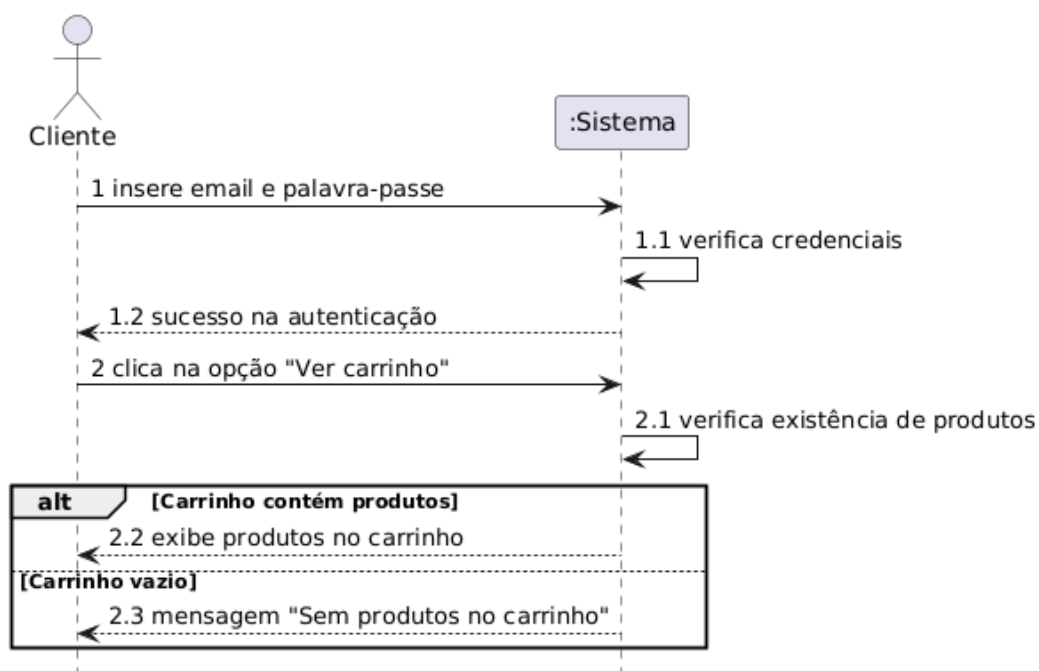 Cliente
:Sistema
1 insere email e palavra-passe
1.1 verifica credenciais
1.2 sucesso na autenticação
2 clica na opção "Ver carrinho"
2.1 verifica existência de produtos
alt [Carrinho contém produtos]
2.2 exibe produtos no carrinho
[Carrinho vazio]
2.3 mensagem "Sem produtos no carrinho"